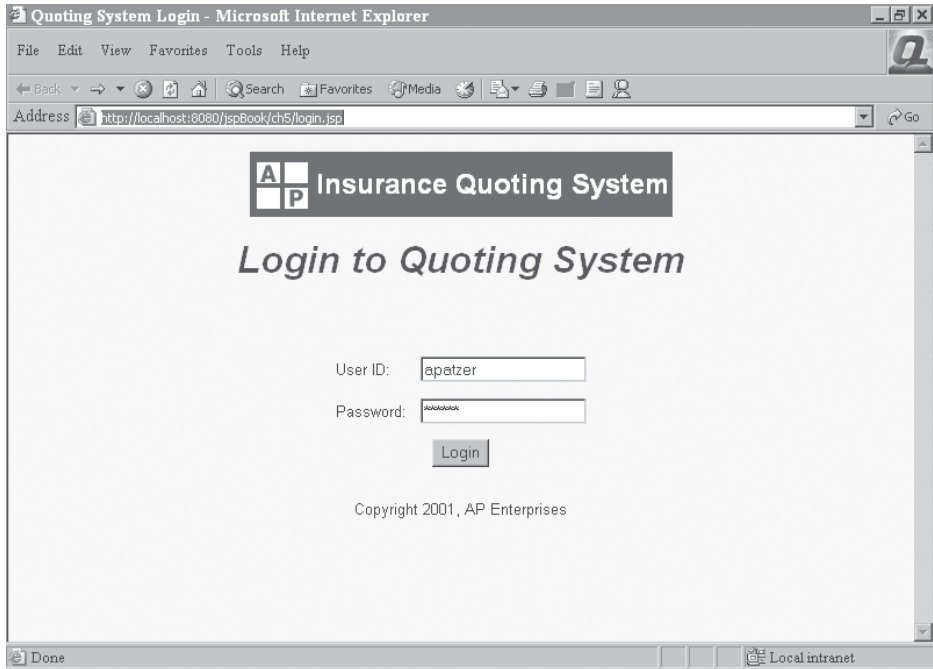 Quoting System Login - Microsoft Internet Explorer
File Edit View Favorites Tools Help
Back Search Favorites Media
Address http://localhost:8080/jspBook/ch5/login.jsp Go
A P Insurance Quoting System
Login to Quoting System
User ID: apatzer
Password: *******
Login
Copyright 2001, AP Enterprises
Done Local intranet